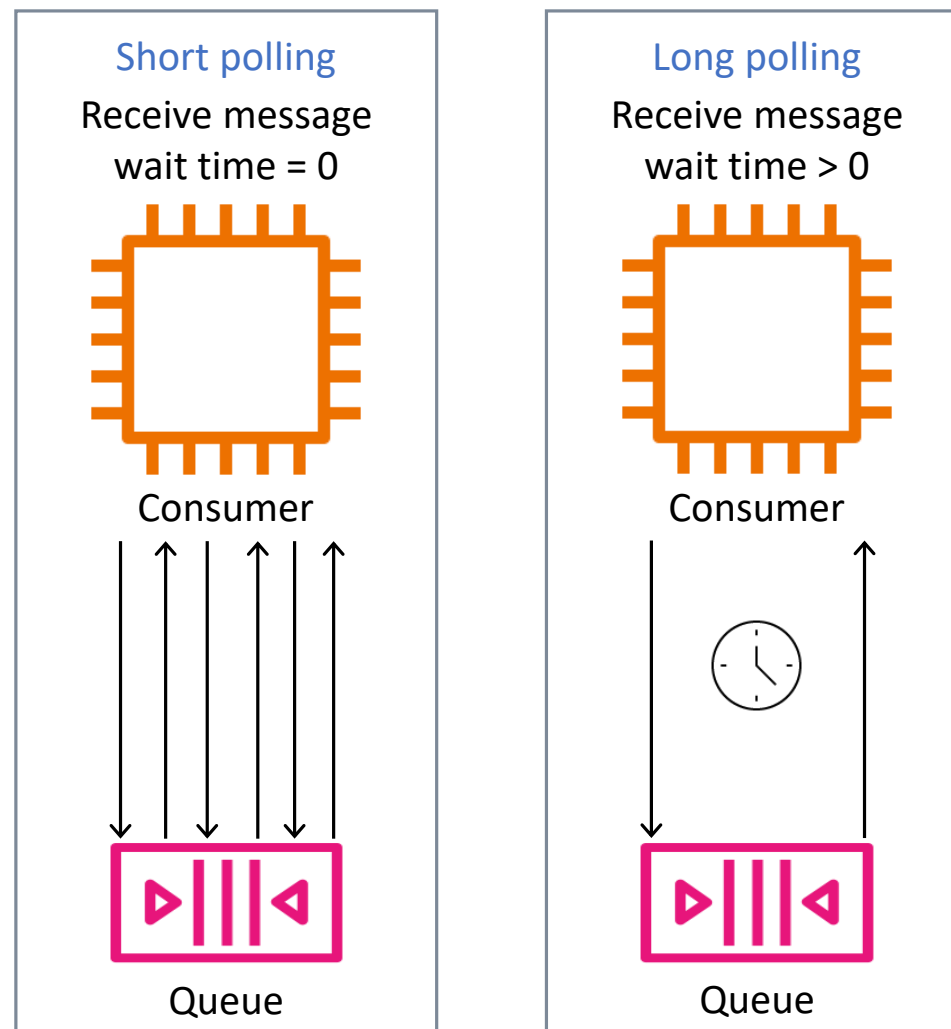 Short polling
Receive message
wait time = 0
Consumer
Queue
Long polling
Receive message
wait time > 0
Consumer
Queue